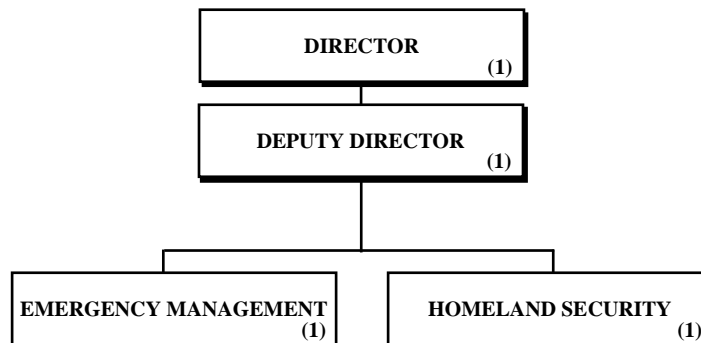 DIRECTOR
(1)
DEPUTY DIRECTOR
(1)
EMERGENCY MANAGEMENT
(1)
HOMELAND SECURITY
(1)